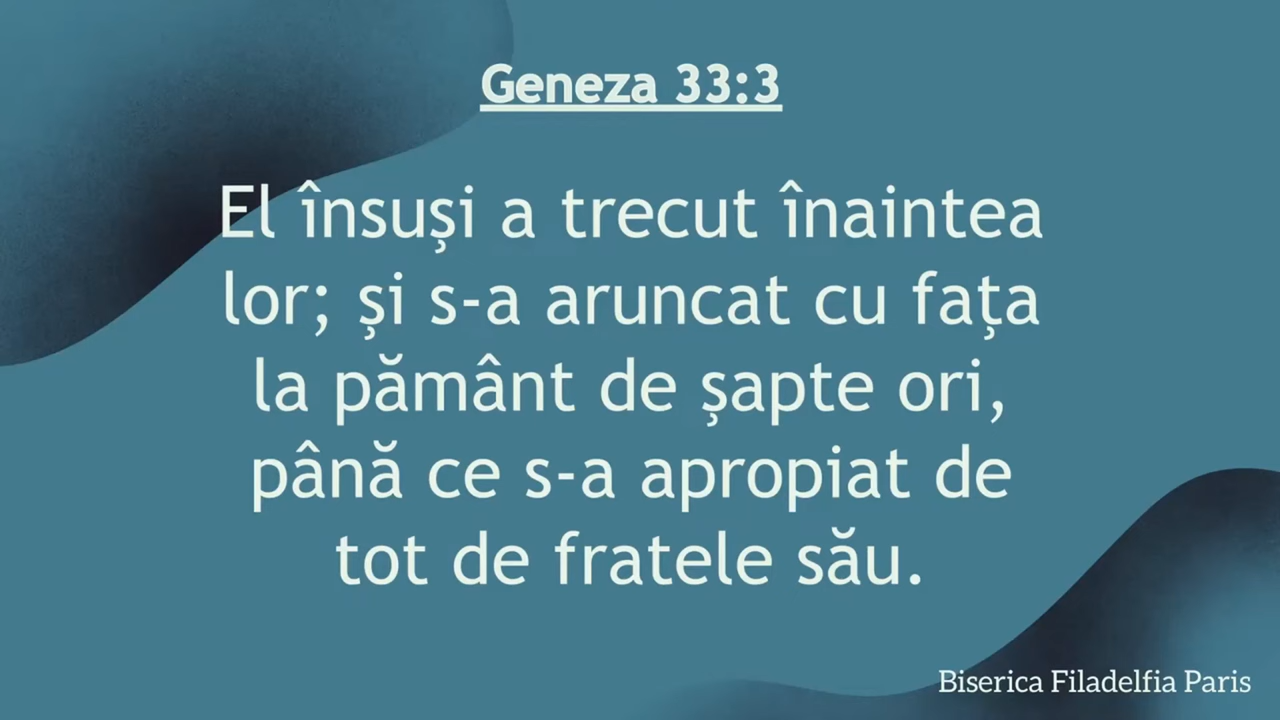 Geneza 33:3
El însuși a trecut înaintea
lor; și s-a aruncat cu fața
la pământ de șapte ori,
până ce s-a apropiat de
tot de fratele său.
Biserica Filadelfia Paris